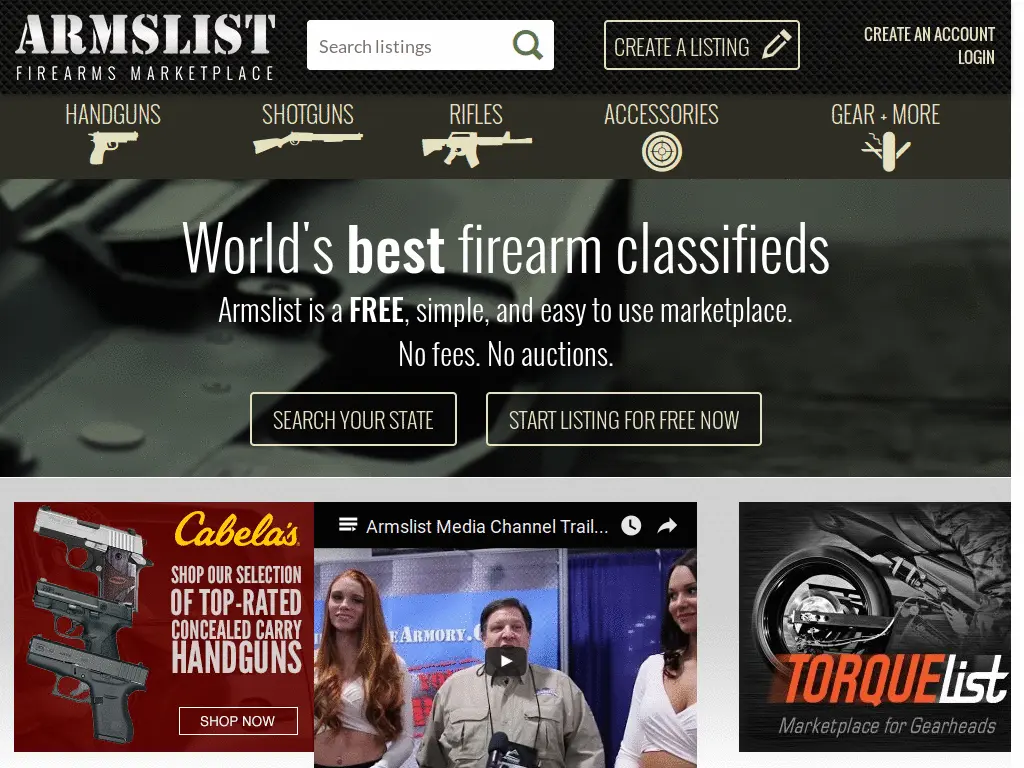 ARMSLIST
FIREARMS MARKETPLACE
Search listings
CREATE A LISTING
CREATE AN ACCOUNT
LOGIN
HANDGUNS
SHOTGUNS
RIFLES
ACCESSORIES
GEAR + MORE
World's best firearm classifieds
Armslist is a FREE, simple, and easy to use marketplace.
No fees. No auctions.
SEARCH YOUR STATE
START LISTING FOR FREE NOW
Cabela's
SHOP OUR SELECTION
OF TOP-RATED
CONCEALED CARRY
HANDGUNS
SHOP NOW
Armslist Media Channel Trail...
EARMORY.C
TORQUELIST
Marketplace for Gearheads